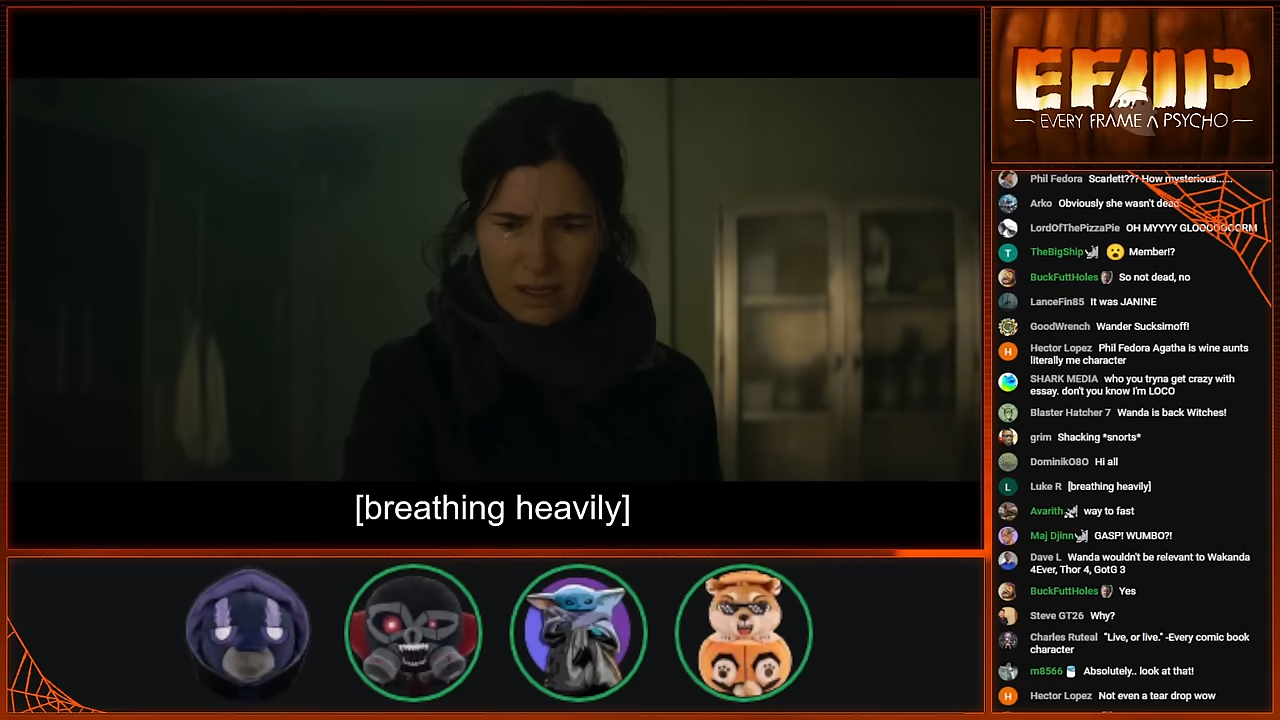 EFAP
EVERY FRAME A PSYCHO
Phil Fedora Scarlett??? How mysterious......
Arko Obviously she wasn't dead
LordOfThePizzaPie OH MYYYY GLOOOOOOORM
T TheBigShip 😮 Member!?
BuckFuttHoles So not dead, no
LanceFin85 It was JANINE
GoodWrench Wander Sucksimoff!
H Hector Lopez Phil Fedora Agatha is wine aunts
literally me character
SHARK MEDIA who you tryna get crazy with
essay. don't you know I'm LOCO
Blaster Hatcher 7 Wanda is back Witches!
grim Shacking *snorts*
DominikO8O Hi all
L Luke R [breathing heavily]
Avarith way to fast
Maj Djinn GASP! WUMBO?!
Dave L Wanda wouldn't be relevant to Wakanda
4Ever, Thor 4, GotG 3
BuckFuttHoles Yes
Steve GT26 Why?
Charles Ruteal "Live, or live." -Every comic book
character
m8566 Absolutely.. look at that!
H Hector Lopez Not even a tear drop wow
[breathing heavily]